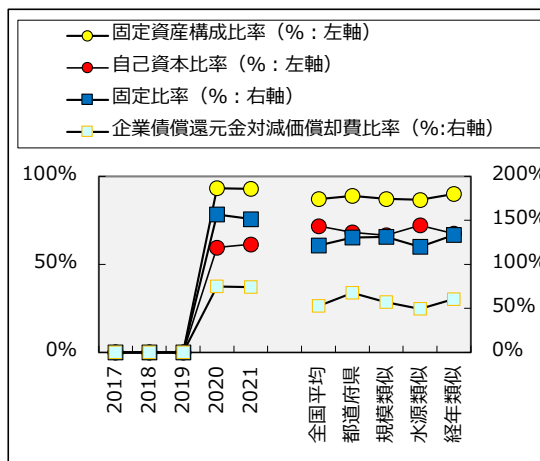 固定資産構成比率（%：左軸）
自己資本比率（%：左軸）
固定比率（%：右軸）
企業債償還元金対減価償却費比率（%:右軸）
100%
200%
150%
50%
100%
50%
0%
0%
2017
2018
2019
2020
2021
全国平均
都道府県
規模類似
水源類似
経年類似